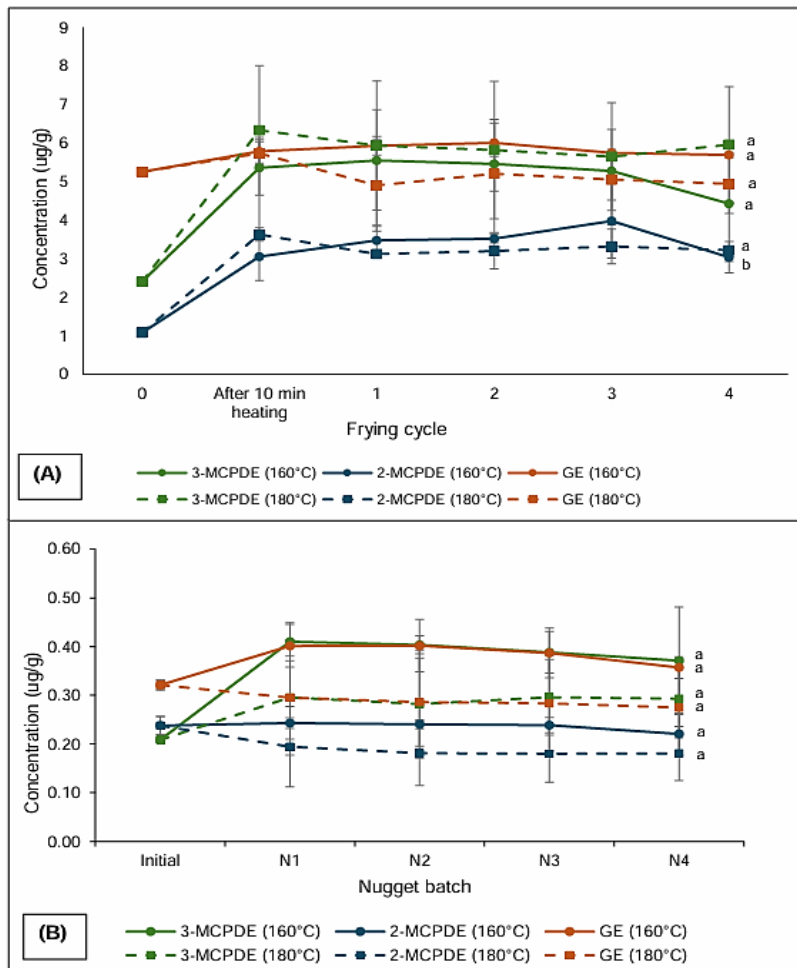 9
8
7
6
5
4
3
2
1
0
Concentration (ug/g)
a
a
a
a
a
b
0 After 10 min heating 1 2 3 4
Frying cycle
(A)
3-MCPDE (160°C) 2-MCPDE (160°C) GE (160°C)
3-MCPDE (180°C) 2-MCPDE (180°C) GE (180°C)
0.60
0.50
0.40
0.30
0.20
0.10
0.00
Concentration (ug/g)
a
a
a
a
a
a
Initial N1 N2 N3 N4
Nugget batch
(B)
3-MCPDE (160°C) 2-MCPDE (160°C) GE (160°C)
3-MCPDE (180°C) 2-MCPDE (180°C) GE (180°C)